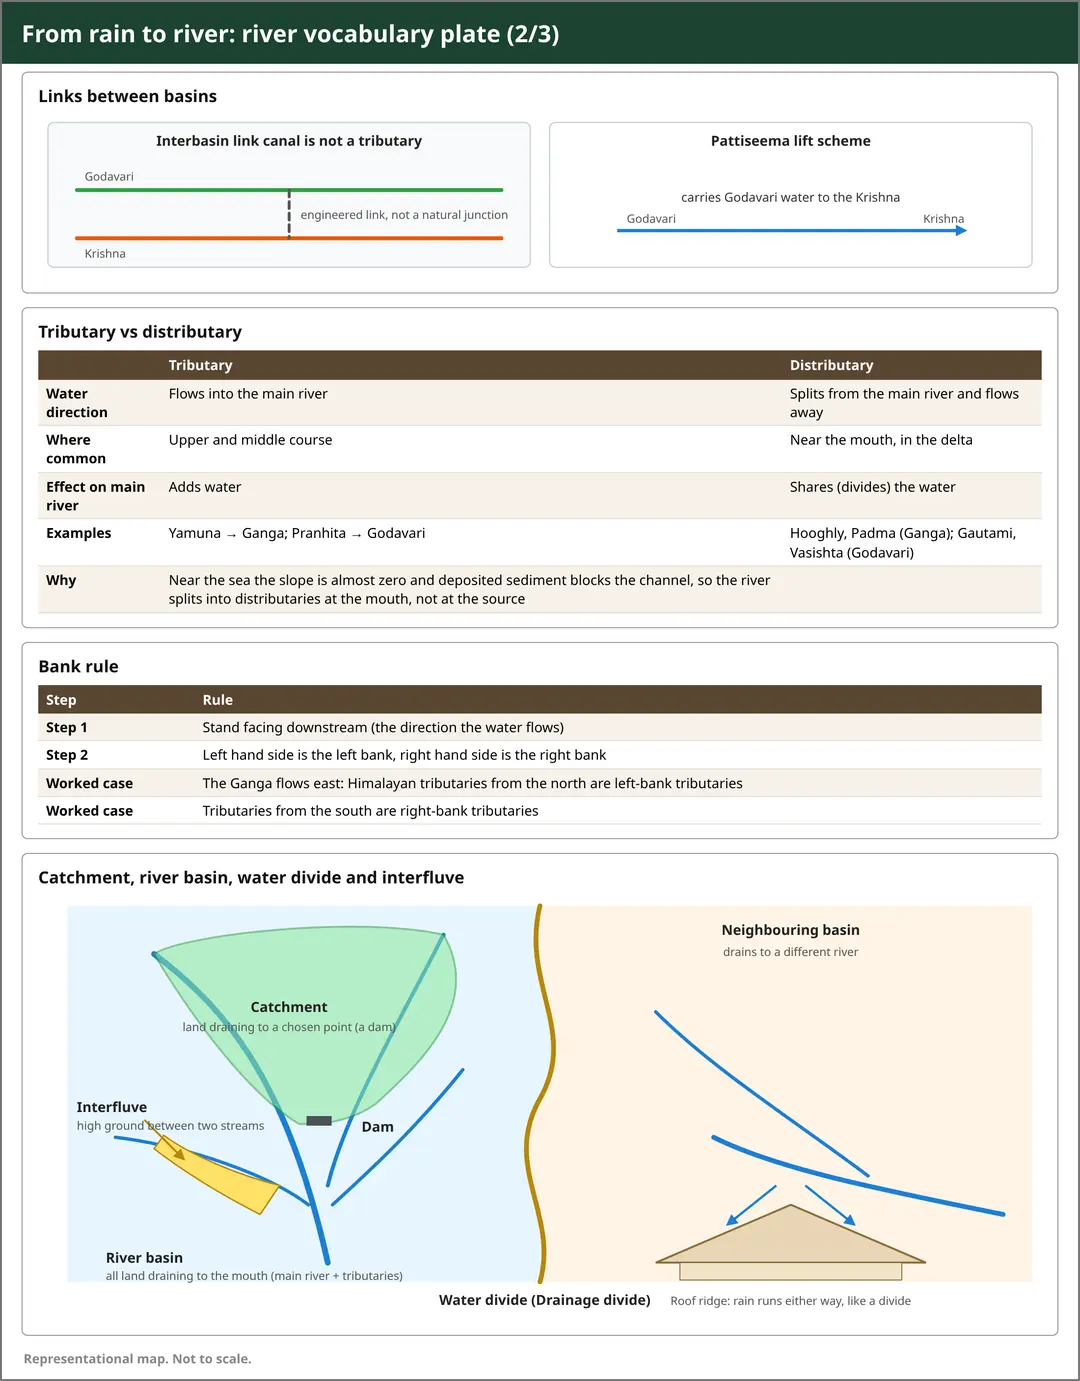 From rain to river: river vocabulary plate (2/3)
Links between basins
Interbasin link canal is not a tributary
Godavari
engineered link, not a natural junction
Krishna
Pattiseema lift scheme
carries Godavari water to the Krishna
Godavari
Krishna
Tributary vs distributary
Tributary
Distributary
Water
direction
Flows into the main river
Splits from the main river and flows
away
Where
common
Upper and middle course
Near the mouth, in the delta
Effect on main
river
Adds water
Shares (divides) the water
Examples
Yamuna → Ganga; Pranhita → Godavari
Hooghly, Padma (Ganga); Gautami,
Vasishta (Godavari)
Why
Near the sea the slope is almost zero and deposited sediment blocks the channel, so the river
splits into distributaries at the mouth, not at the source
Bank rule
Step
Rule
Step 1
Stand facing downstream (the direction the water flows)
Step 2
Left hand side is the left bank, right hand side is the right bank
Worked case
The Ganga flows east: Himalayan tributaries from the north are left-bank tributaries
Worked case
Tributaries from the south are right-bank tributaries
Catchment, river basin, water divide and interfluve
Neighbouring basin
drains to a different river
Catchment
land draining to a chosen point (a dam)
Interfluve
high ground between two streams
Dam
River basin
all land draining to the mouth (main river + tributaries)
Water divide (Drainage divide)
Roof ridge: rain runs either way, like a divide
Representational map. Not to scale.